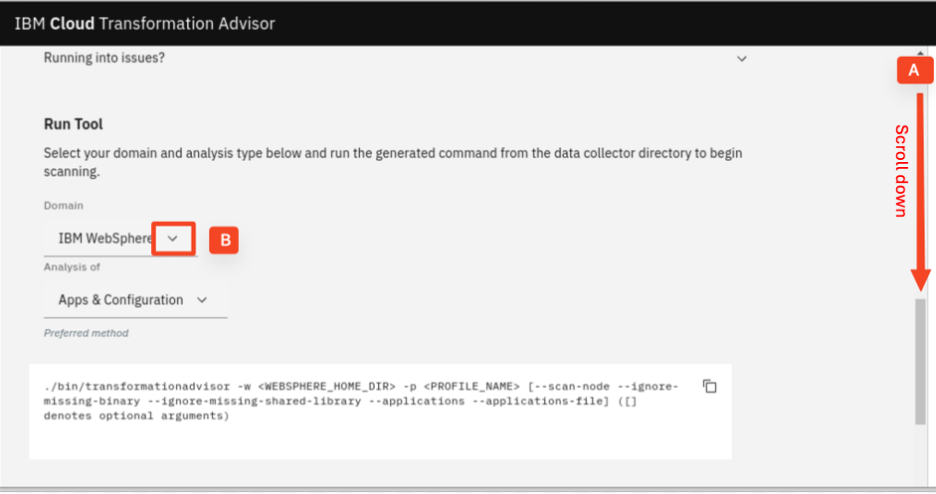 IBM Cloud Transformation Advisor
Running into issues?
A
Scroll down
Run Tool
Select your domain and analysis type below and run the generated command from the data collector directory to begin
scanning.
Domain
IBM WebSphere
B
Analysis of
Apps & Configuration
Preferred method
./bin/transformationadvisor -w <WEBSPHERE_HOME_DIR> -p <PROFILE_NAME> [--scan-node --ignore-
missing-binary --ignore-missing-shared-library --applications --applications-file] ([]
denotes optional arguments)